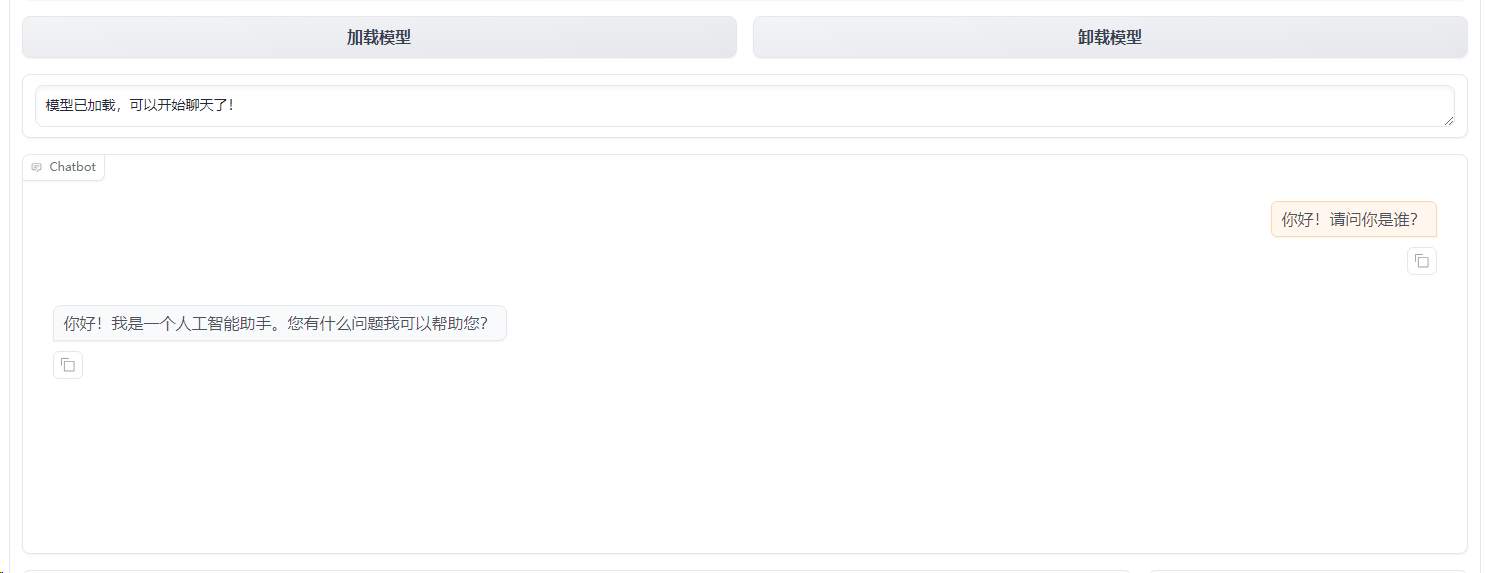 加载模型
卸载模型
模型已加载，可以开始聊天了！
Chatbot
你好！请问你是谁？
你好！我是一个人工智能助手。您有什么问题我可以帮助您？